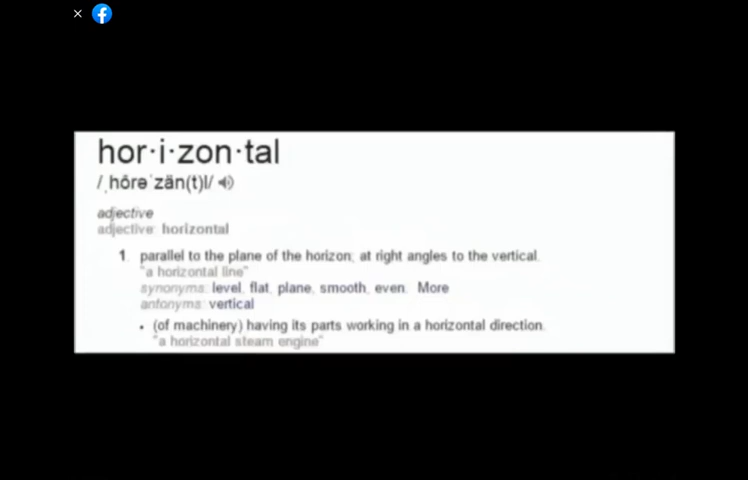 hor·i·zon·tal
/ˌhôrəˈzän(t)l/
adjective
adjective: horizontal
1. parallel to the plane of the horizon; at right angles to the vertical.
"a horizontal line"
synonyms: level, flat, plane, smooth, even. More
antonyms: vertical
• (of machinery) having its parts working in a horizontal direction.
"a horizontal steam engine"